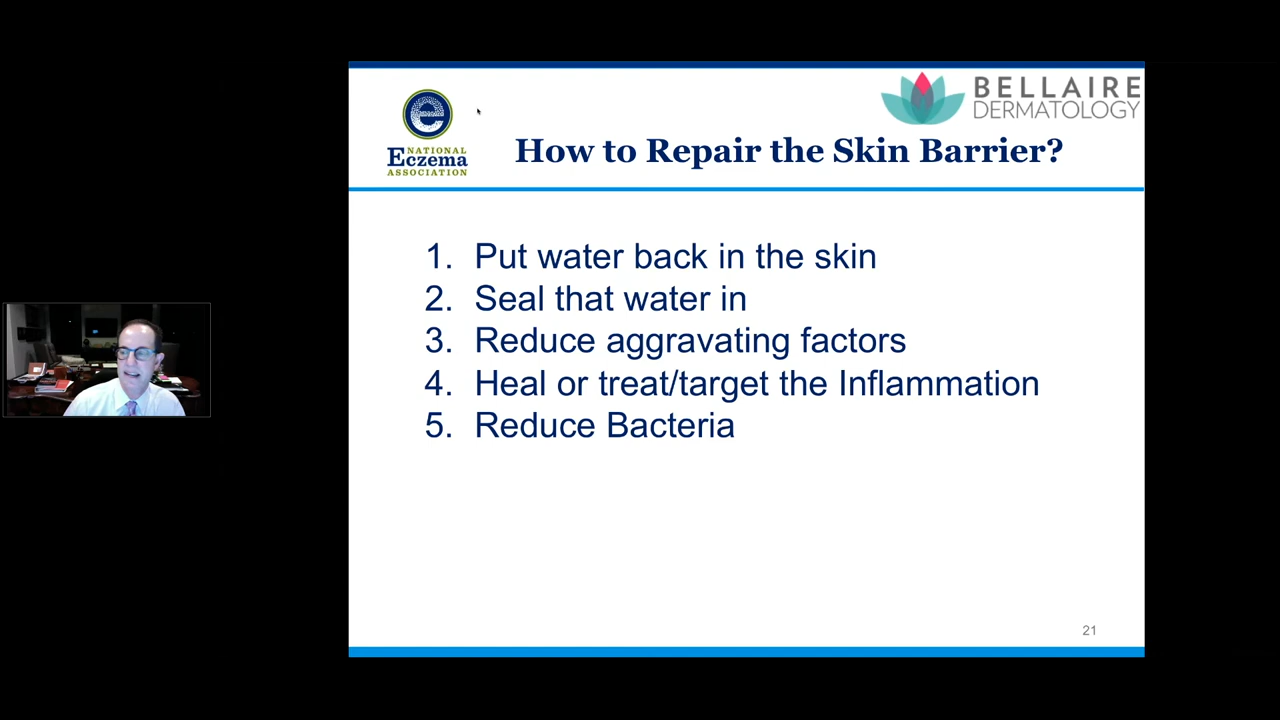 BELLAIRE
DERMATOLOGY
e
NATIONAL
Eczema
ASSOCIATION
How to Repair the Skin Barrier?
1. Put water back in the skin
2. Seal that water in
3. Reduce aggravating factors
4. Heal or treat/target the Inflammation
5. Reduce Bacteria
21